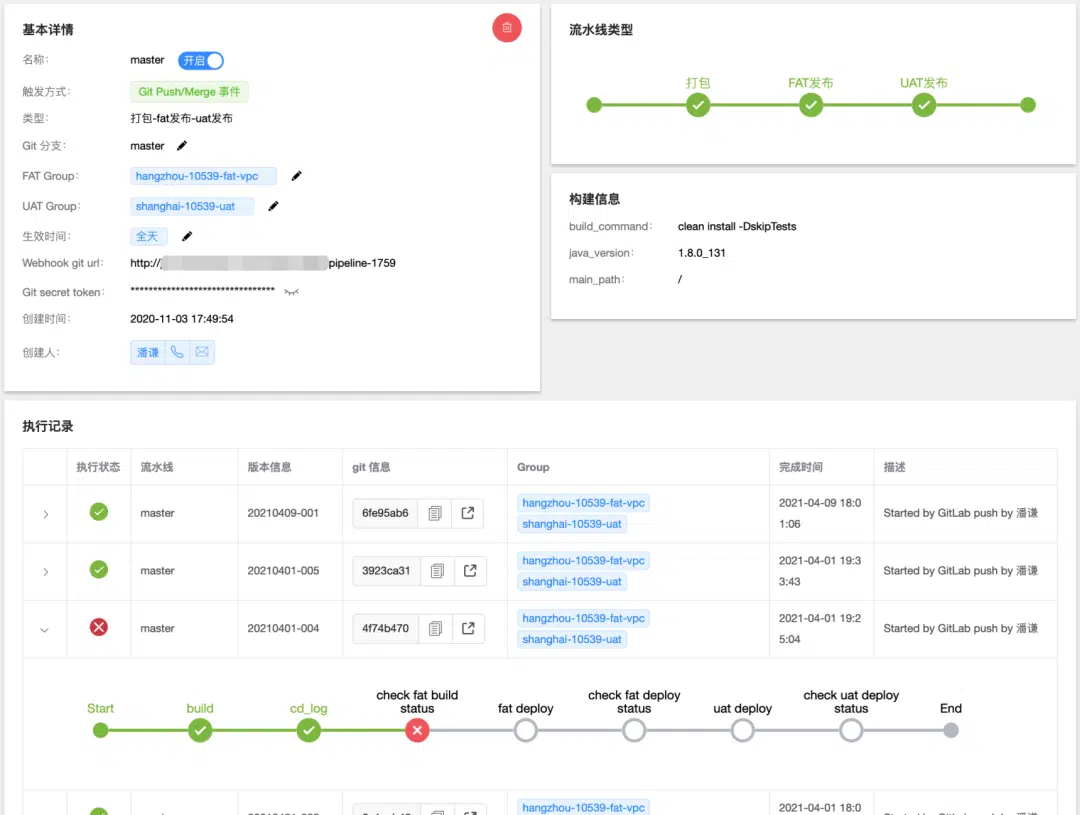 基本详情
名称:
master
开启
触发方式:
Git Push/Merge 事件
类型:
打包-fat发布-uat发布
Git 分支:
master
FAT Group:
hangzhou-10539-fat-vpc
UAT Group:
shanghai-10539-uat
生效时间:
全天
Webhook git url:
http://
pipeline-1759
Git secret token:
********************************
创建时间:
2020-11-03 17:49:54
创建人:
潘谦
流水线类型
打包
FAT发布
UAT发布
构建信息
build_command:
clean install -DskipTests
java_version:
1.8.0_131
main_path:
/
执行记录
执行状态
流水线
版本信息
git 信息
Group
完成时间
描述
master
20210409-001
6fe95ab6
hangzhou-10539-fat-vpc
shanghai-10539-uat
2021-04-09 18:0
1:06
Started by GitLab push by 潘谦
master
20210401-005
3923ca31
hangzhou-10539-fat-vpc
shanghai-10539-uat
2021-04-01 19:3
3:43
Started by GitLab push by 潘谦
master
20210401-004
4f74b470
hangzhou-10539-fat-vpc
shanghai-10539-uat
2021-04-01 19:2
5:04
Started by GitLab push by 潘谦
Start
build
cd_log
check fat build
status
fat deploy
check fat deploy
status
uat deploy
check uat deploy
status
End
hangzhou-10539-fat-vpc
2021-04-01 18:0